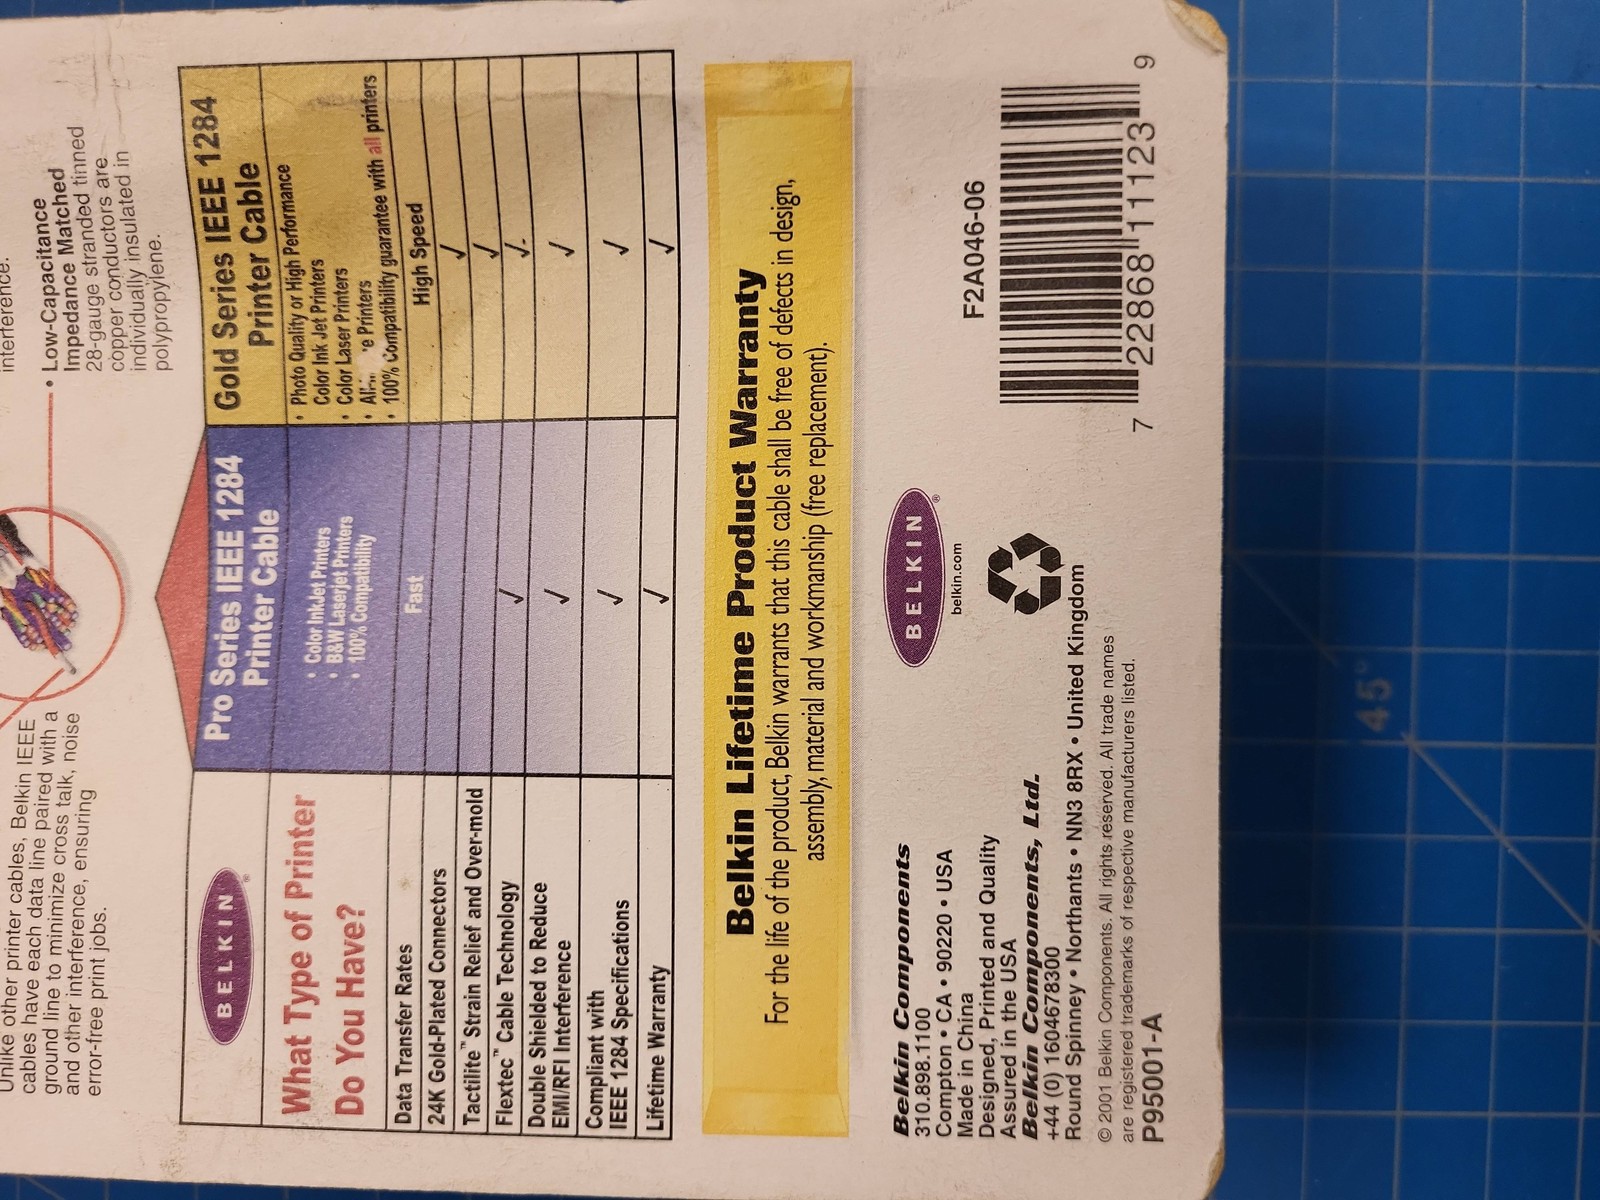 interference.
• Low-Capacitance
Impedance Matched
28-gauge stranded tinned
copper conductors are
individually insulated in
polypropylene.
Unlike other printer cables, Belkin IEEE
cables have each data line paired with a
ground line to minimize cross talk, noise
and other interference, ensuring
error-free print jobs.
BELKIN®
Pro Series IEEE 1284
Printer Cable
Gold Series IEEE 1284
Printer Cable
What Type of Printer
Do You Have?
• Color InkJet Printers
• B&W LaserJet Printers
• 100% Compatibility
• Photo Quality or High Performance
Color Ink Jet Printers
• Color Laser Printers
• Printers
• 100% Compatibility guarantee with all printers
Data Transfer Rates Fast High Speed
24K Gold-Plated Connectors ✓
Tactilite™ Strain Relief and Over-mold ✓
Flextec™ Cable Technology ✓ ✓
Double Shielded to Reduce
EMI/RFI Interference ✓ ✓
Compliant with
IEEE 1284 Specifications ✓ ✓
Lifetime Warranty ✓ ✓
Belkin Lifetime Product Warranty
For the life of the product, Belkin warrants that this cable shall be free of defects in design,
assembly, material and workmanship (free replacement).
Belkin Components
310.898.1100
Compton • CA • 90220 • USA
Made in China
Designed, Printed and Quality
Assured in the USA
Belkin Components, Ltd.
+44 (0) 1604678300
Round Spinney • Northants • NN3 8RX • United Kingdom
© 2001 Belkin Components. All rights reserved. All trade names
are registered trademarks of respective manufacturers listed.
P95001-A
BELKIN®
belkin.com
F2A046-06
7 22868 11123 9
45°